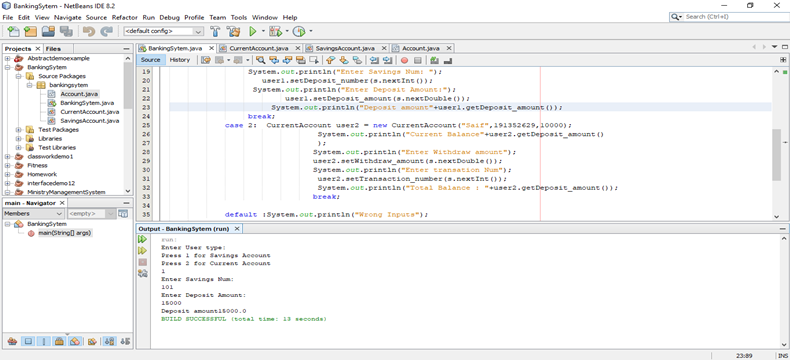 BankingSytem - NetBeans IDE 8.2
File Edit View Navigate Source Refactor Run Debug Profile Team Tools Window Help
Search (Ctrl+I)
<default config>
Projects Files
Abstractdemoexample
BankingSytem
Source Packages
bankingsytem
Account.java
BankingSytem.java
CurrentAccount.java
SavingsAccount.java
Test Packages
Libraries
Test Libraries
classworkdemo1
Fitness
Homework
interfacedemo12
MinistryManagementSystem
main - Navigator
Members <empty>
BankingSytem
main(String[] args)
BankingSytem.java CurrentAccount.java SavingsAccount.java Account.java
Source History
19 System.out.println("Enter Savings Num: ");
20 user1.setDeposit_number(s.nextInt());
21 System.out.println("Enter Deposit Amount:");
22 user1.setDeposit_amount(s.nextDouble());
23 System.out.println("Deposit amount"+user1.getDeposit_amount());
24 break;
25 case 2: CurrentAccount user2 = new CurrentAccount("Saif",191352629,10000);
26 System.out.println("Current Balance"+user2.getDeposit_amount()
27 );
28 System.out.println("Enter Withdraw amount");
29 user2.setWithdraw_amount(s.nextDouble());
30 System.out.println("Enter transation Num");
31 user2.setTransaction_number(s.nextInt());
32 System.out.println("Total Balance : "+user2.getDeposit_amount());
33 break;
34
35 default :System.out.println("Wrong Inputs");
Output - BankingSytem (run)
run:
Enter User type:
Press 1 for Savings Account
Press 2 for Current Account
1
Enter Savings Num:
101
Enter Deposit Amount:
15000
Deposit amount15000.0
BUILD SUCCESSFUL (total time: 13 seconds)
23:89 INS